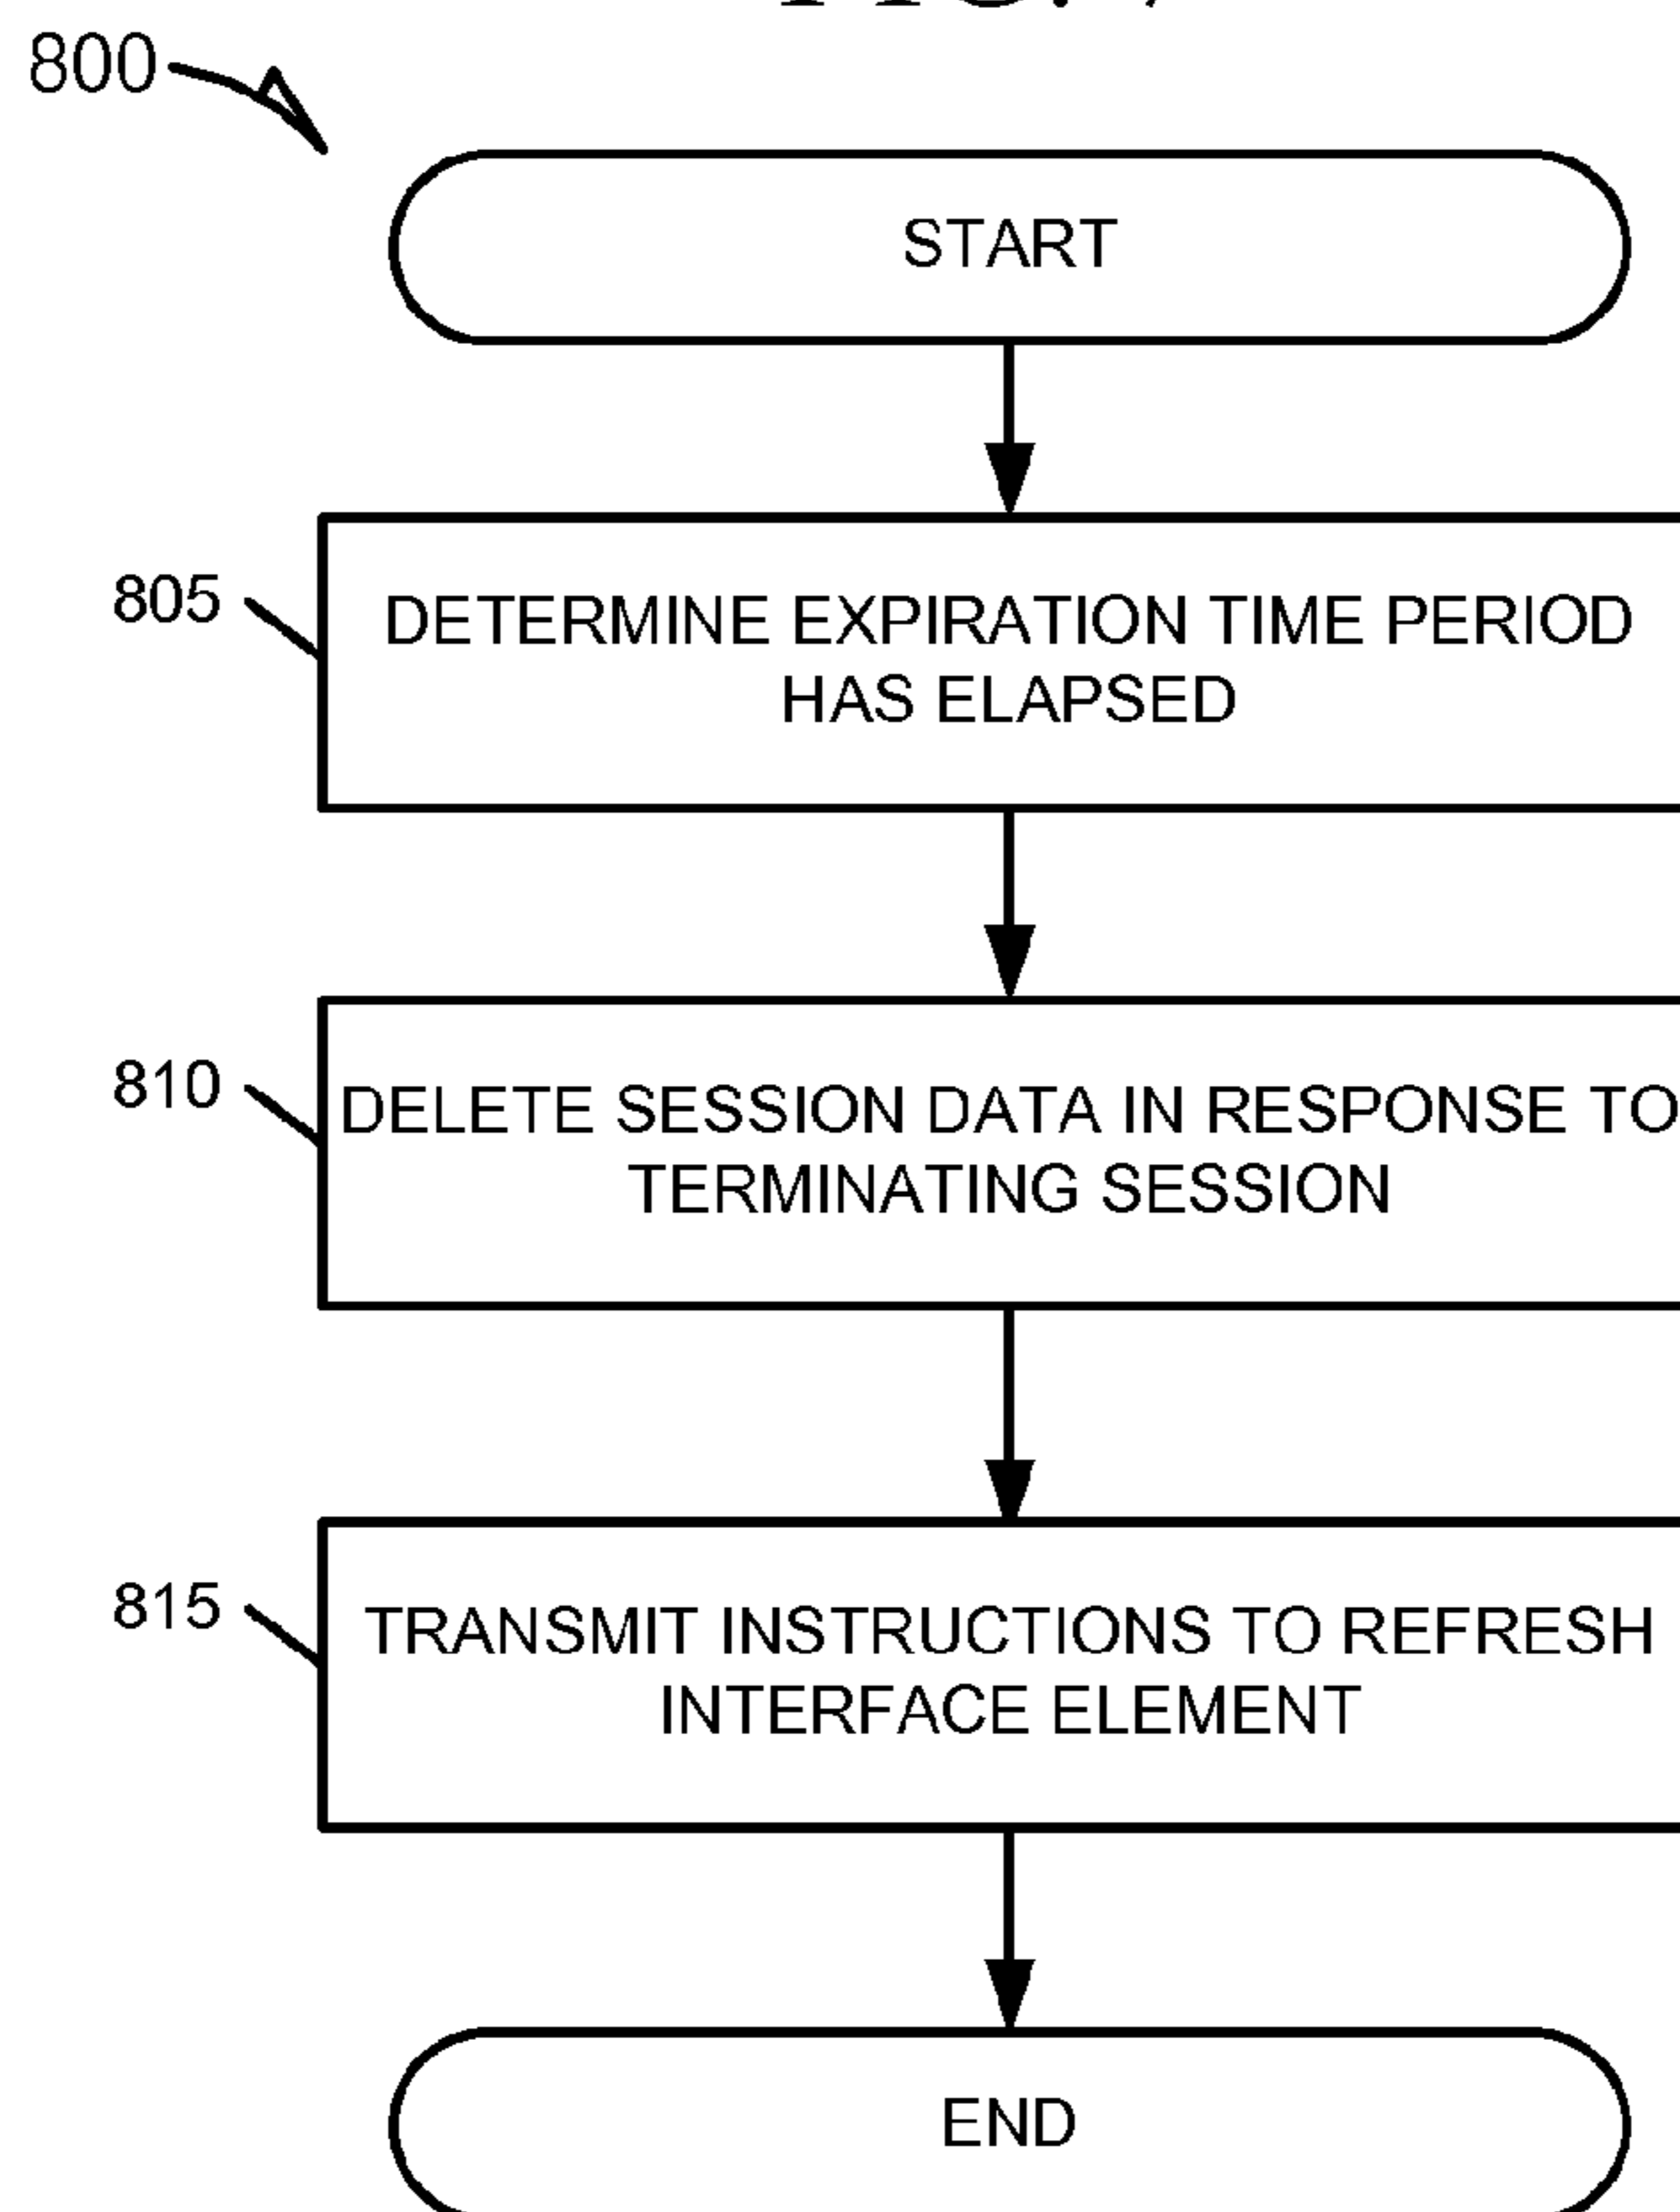 800
START
805
DETERMINE EXPIRATION TIME PERIOD
HAS ELAPSED
810
DELETE SESSION DATA IN RESPONSE TO
TERMINATING SESSION
815
TRANSMIT INSTRUCTIONS TO REFRESH
INTERFACE ELEMENT
END